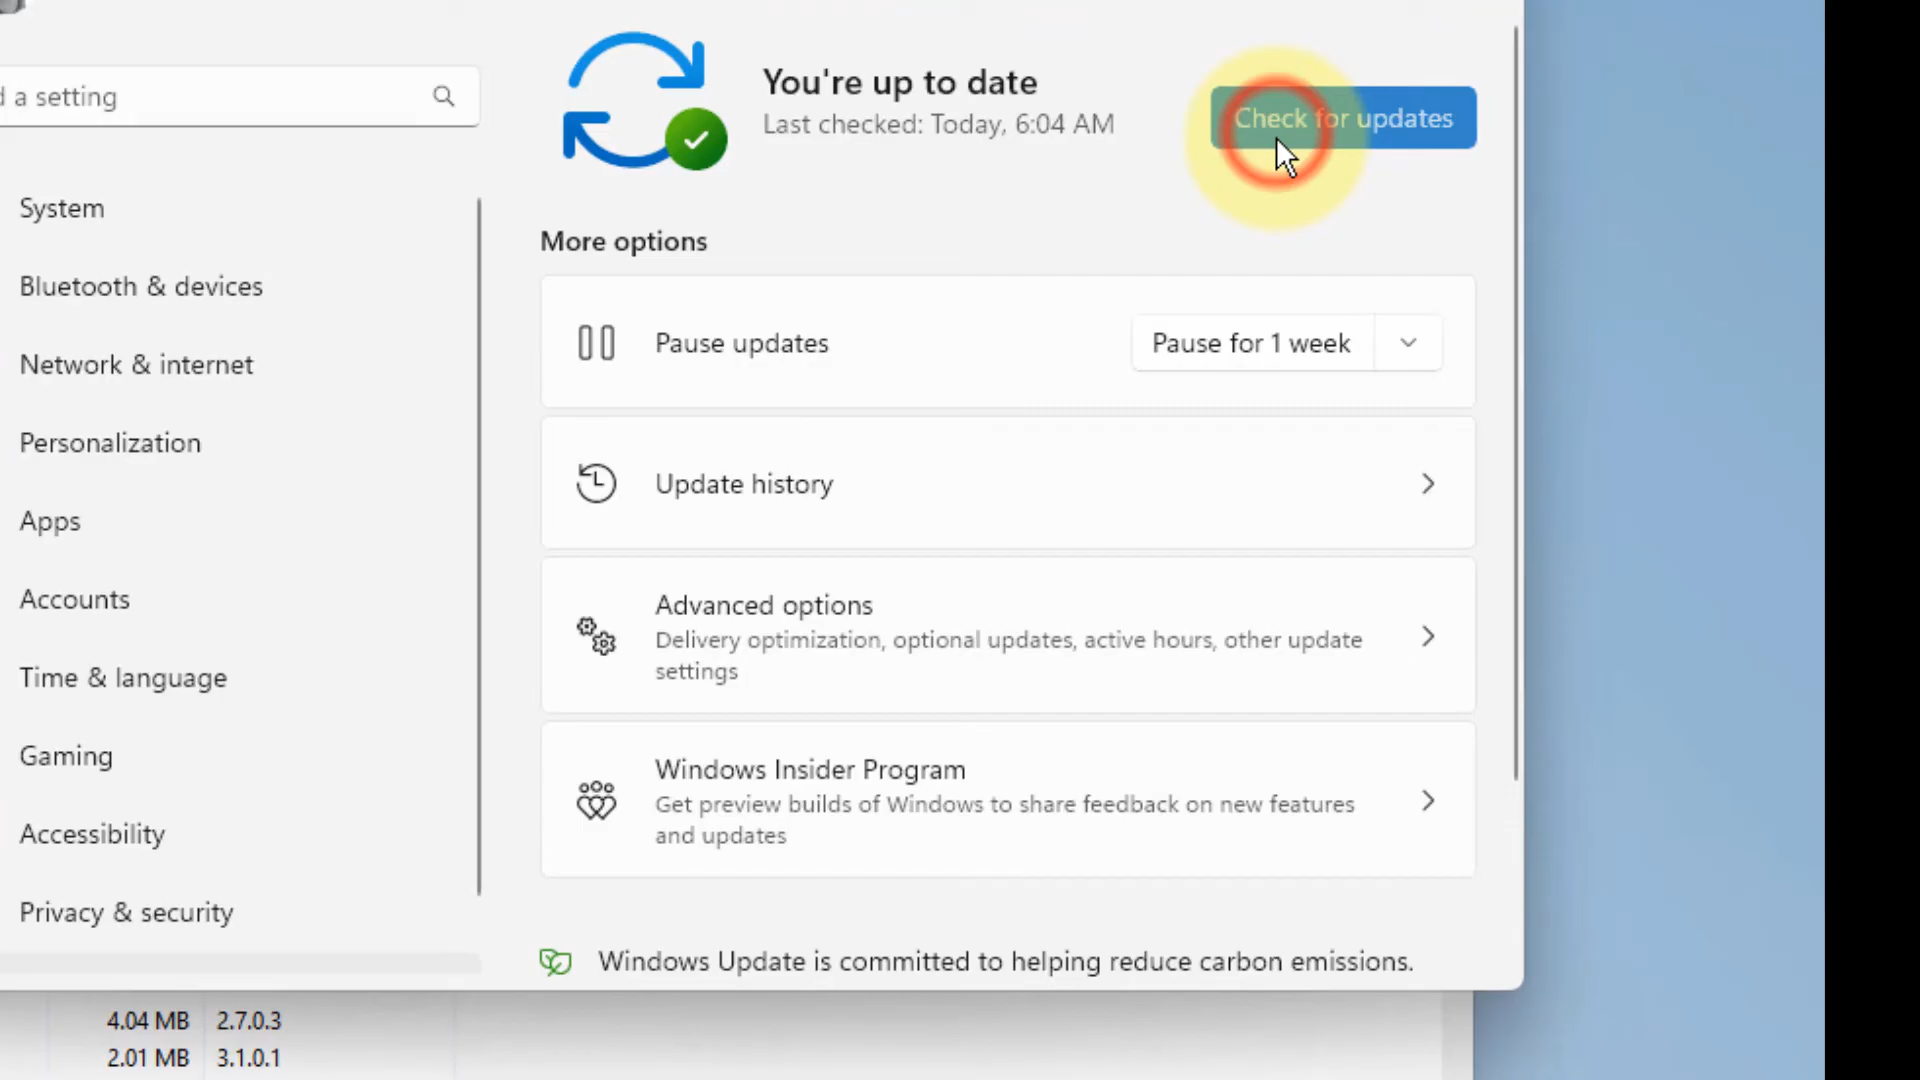 a setting
System
Bluetooth & devices
Network & internet
Personalization
Apps
Accounts
Time & language
Gaming
Accessibility
Privacy & security
You're up to date
Last checked: Today, 6:04 AM
Check for updates
More options
Pause updates
Pause for 1 week
Update history
Advanced options
Delivery optimization, optional updates, active hours, other update
settings
Windows Insider Program
Get preview builds of Windows to share feedback on new features
and updates
Windows Update is committed to helping reduce carbon emissions.
4.04 MB 2.7.0.3
2.01 MB 3.1.0.1